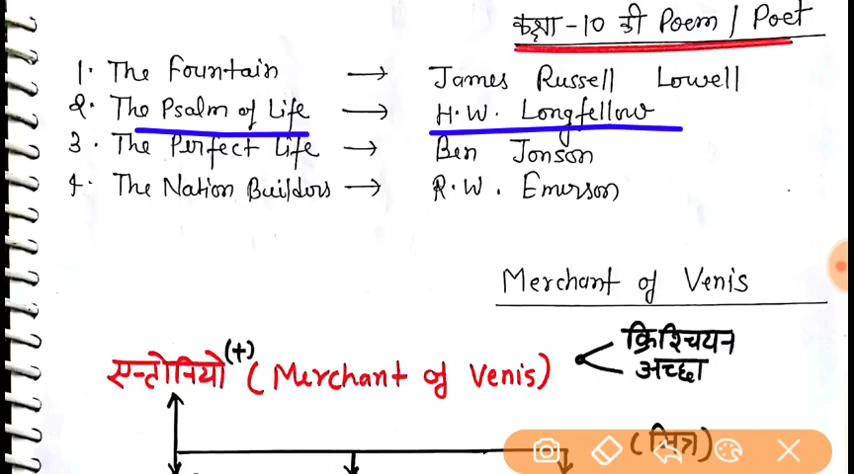 कक्षा-10 की Poem / Poet
1. The Fountain → James Russell Lowell
2. The Psalm of Life → H.W. Longfellow
3. The Perfect Life → Ben Jonson
4. The Nation Builders → R.W. Emerson
Merchant of Venis
एन्टोनियो (+) (Merchant of Venis) क्रिश्चियन
अच्छा
(मित्र)